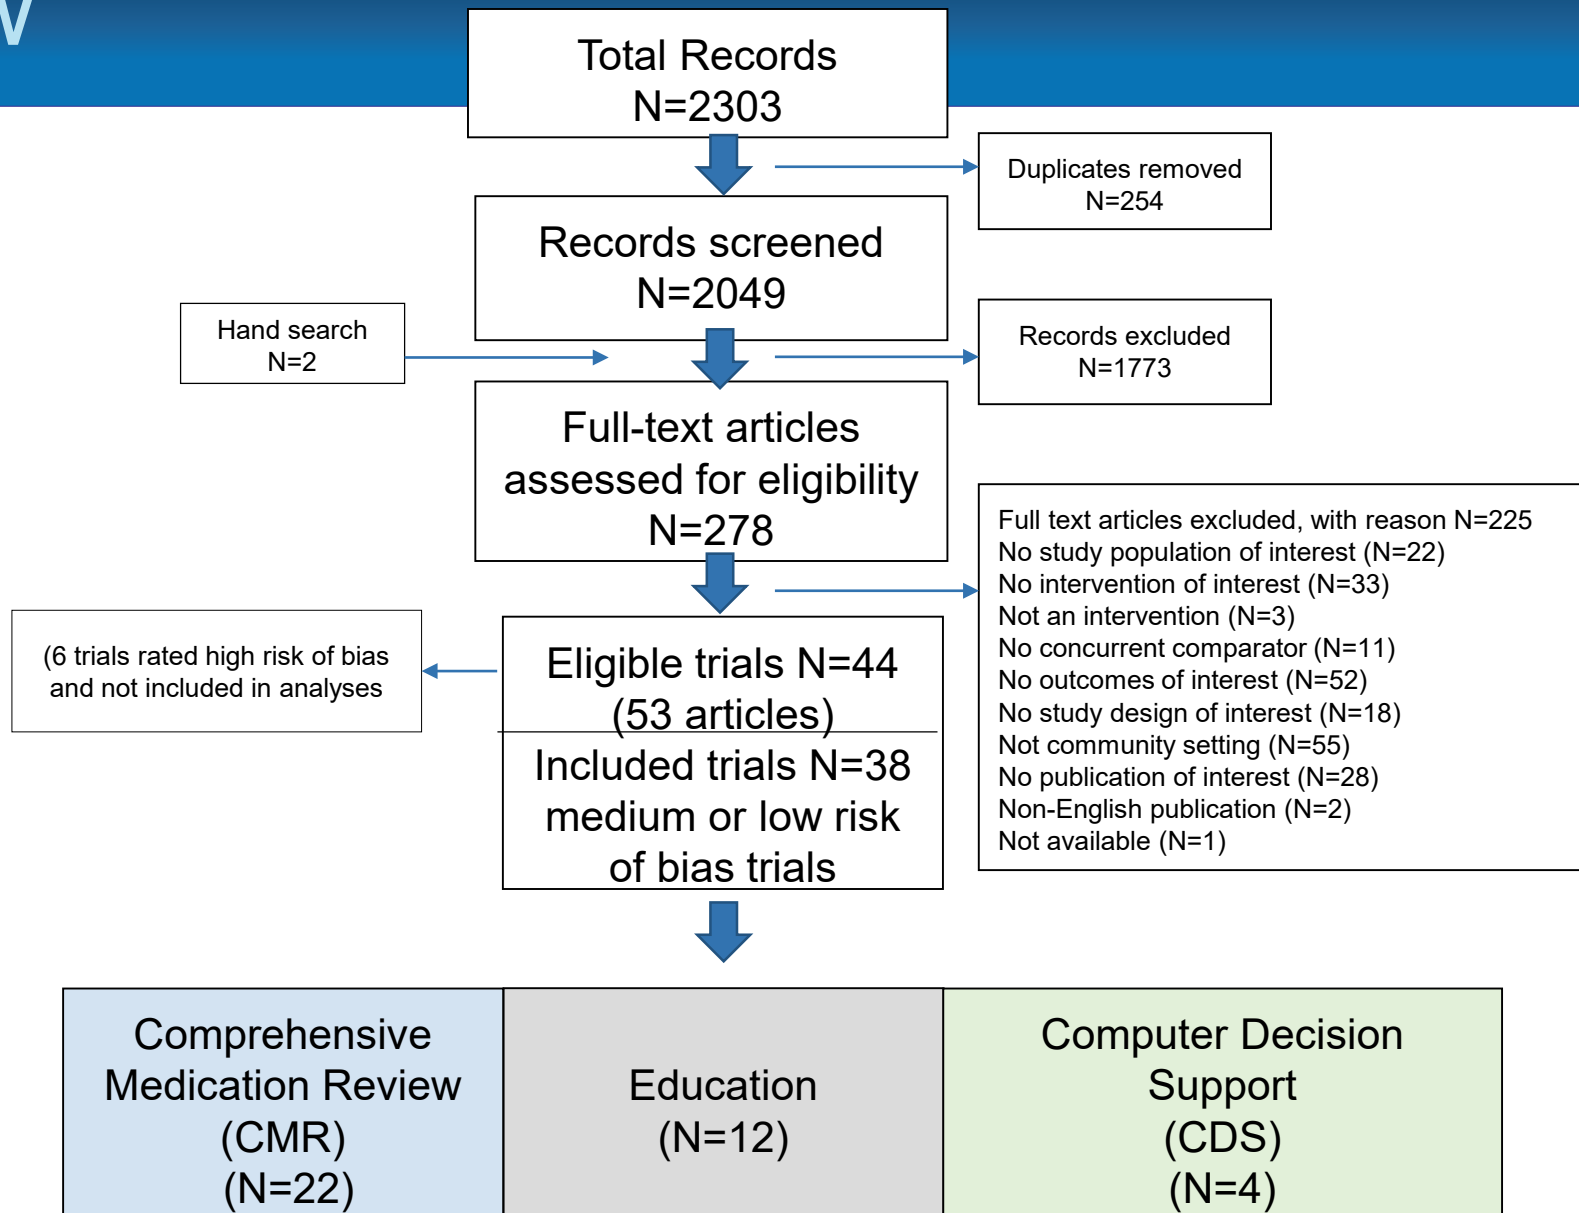 Total Records
N=2303
Duplicates removed
N=254
Records screened
N=2049
Hand search
N=2
Records excluded
N=1773
Full-text articles
assessed for eligibility
N=278
Full text articles excluded, with reason N=225
No study population of interest (N=22)
No intervention of interest (N=33)
Not an intervention (N=3)
No concurrent comparator (N=11)
No outcomes of interest (N=52)
No study design of interest (N=18)
Not community setting (N=55)
No publication of interest (N=28)
Non-English publication (N=2)
Not available (N=1)
(6 trials rated high risk of bias
and not included in analyses
Eligible trials N=44
(53 articles)
Included trials N=38
medium or low risk
of bias trials
Comprehensive
Medication Review
(CMR)
(N=22)
Education
(N=12)
Computer Decision
Support
(CDS)
(N=4)